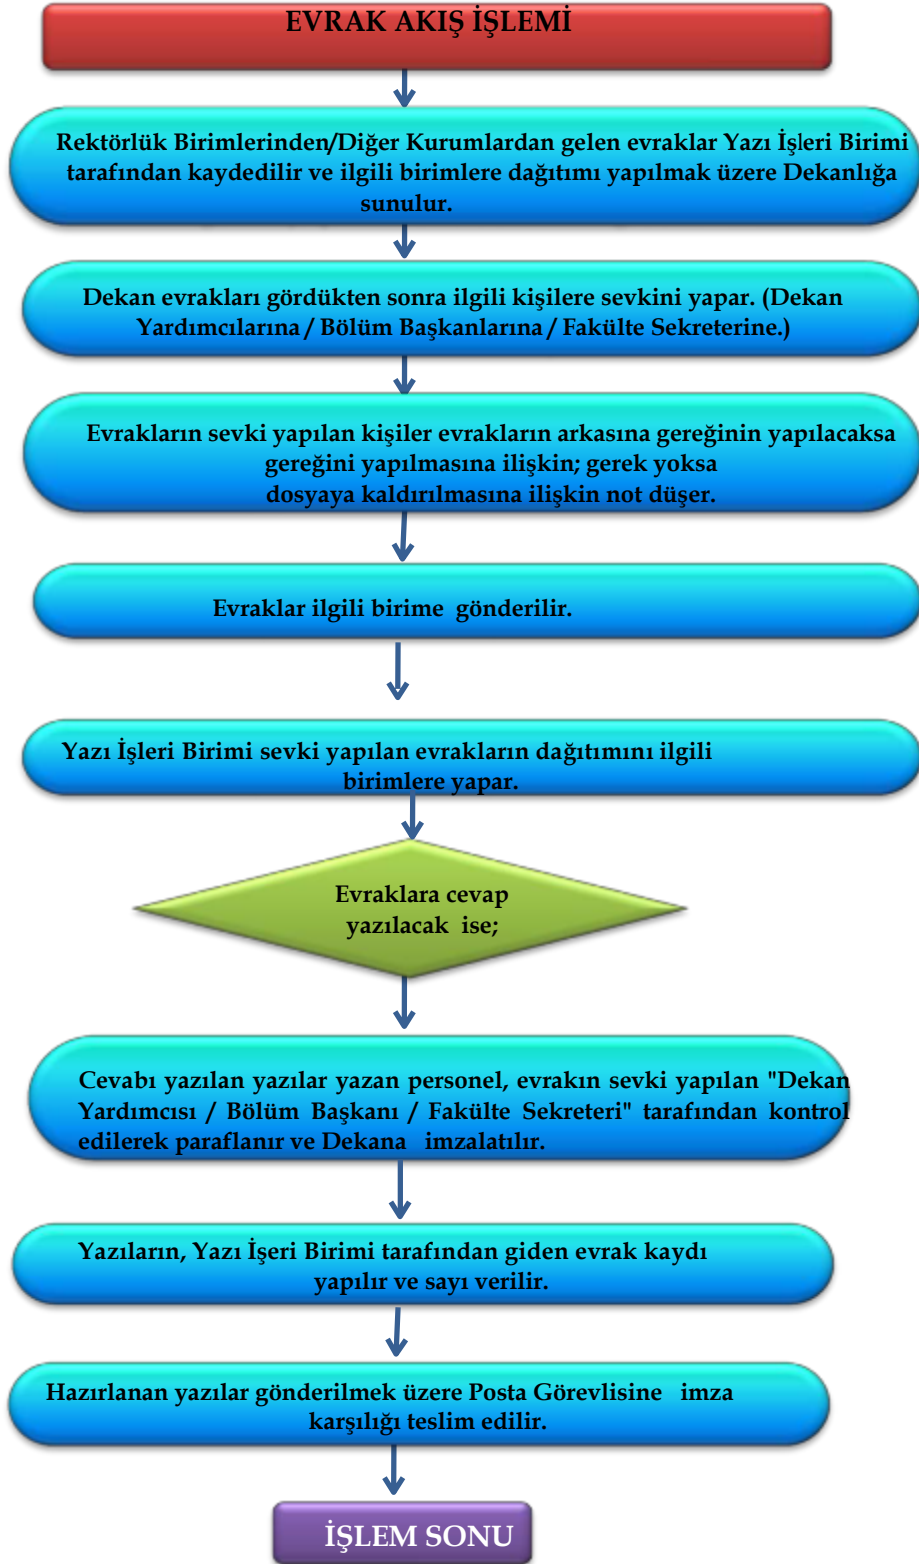 EVRAK AKIŞ İŞLEMİ
Rektörlük Birimlerinden/Diğer Kurumlardan gelen evraklar Yazı İşleri Birimi
tarafından kaydedilir ve ilgili birimlere dağıtımı yapılmak üzere Dekanlığa
sunulur.
Dekan evrakları gördükten sonra ilgili kişilere sevkini yapar. (Dekan
Yardımcılarına / Bölüm Başkanlarına / Fakülte Sekreterine.)
Evrakların sevki yapılan kişiler evrakların arkasına gereğinin yapılacaksa
gereğini yapılmasına ilişkin; gerek yoksa
dosyaya kaldırılmasına ilişkin not düşer.
Evraklar ilgili birime gönderilir.
Yazı İşleri Birimi sevki yapılan evrakların dağıtımını ilgili
birimlere yapar.
Evraklara cevap
yazılacak ise;
Cevabı yazılan yazılar yazan personel, evrakın sevki yapılan "Dekan
Yardımcısı / Bölüm Başkanı / Fakülte Sekreteri" tarafından kontrol
edilerek paraflanır ve Dekana imzalatılır.
Yazıların, Yazı İşeri Birimi tarafından giden evrak kaydı
yapılır ve sayı verilir.
Hazırlanan yazılar gönderilmek üzere Posta Görevlisine imza
karşılığı teslim edilir.
İŞLEM SONU